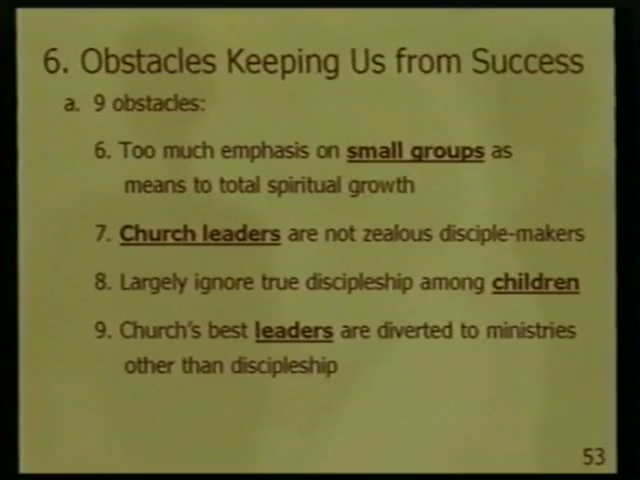 6. Obstacles Keeping Us from Success
a. 9 obstacles:
6. Too much emphasis on small groups as
means to total spiritual growth
7. Church leaders are not zealous disciple-makers
8. Largely ignore true discipleship among children
9. Church's best leaders are diverted to ministries
other than discipleship
53